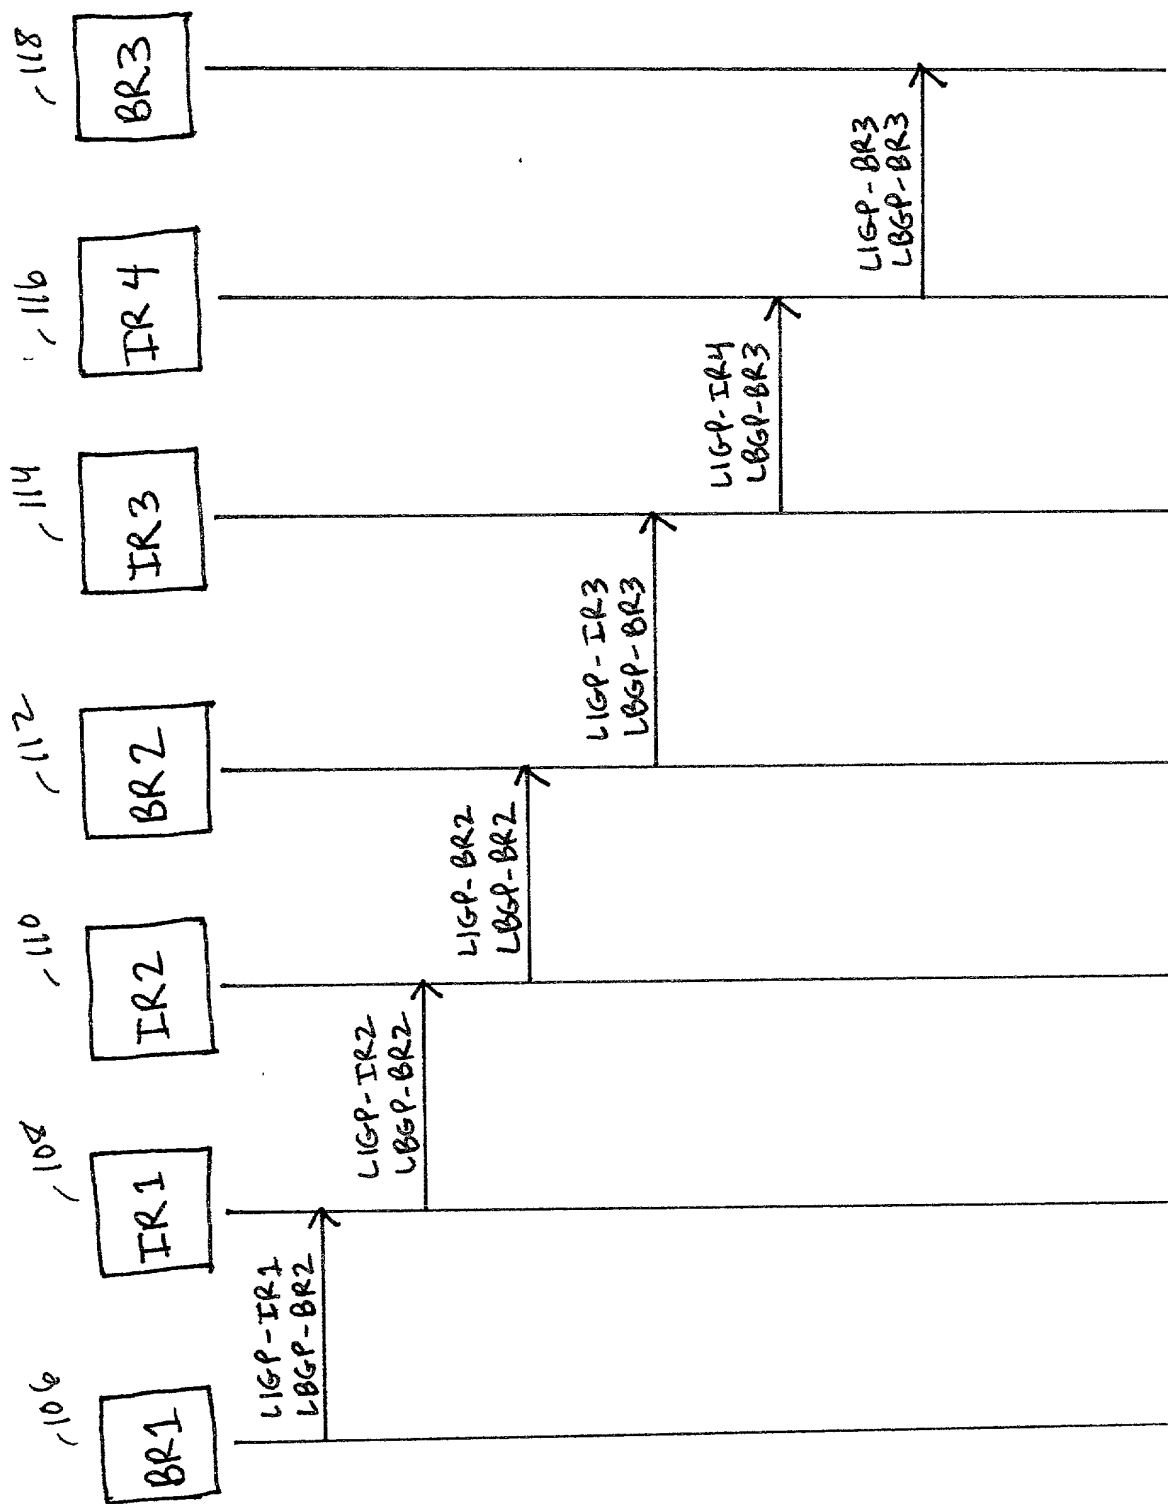 106
108
110
112
114
116
118
BR1
IR1
IR2
BR2
IR3
IR4
BR3
LIGP-IR1
LBGP-BR2
LIGP-IR2
LBGP-BR2
LIGP-BR2
LBGP-BR2
LIGP-IR3
LBGP-BR3
LIGP-IR4
LBGP-BR3
LIGP-BR3
LBGP-BR3